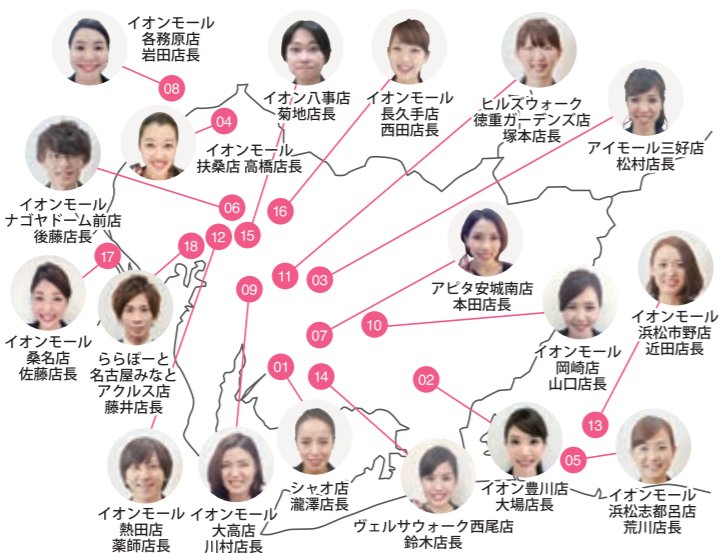 イオンモール
各務原店
岩田店長
08
イオン八事店
菊地店長
イオンモール
長久手店
西田店長
ヒルズウォーク
徳重ガーデンズ店
塚本店長
アイモール三好店
松村店長
04
イオンモール
扶桑店 高橋店長
イオンモール
ナゴヤドーム前店
後藤店長
06
16
12
15
18
17
11
03
09
アピタ安城南店
本田店長
イオンモール
桑名店
佐藤店長
ららぽーと
名古屋みなと
アクルス店
藤井店長
07
10
イオンモール
岡崎店
山口店長
イオンモール
浜松市野店
近田店長
01
14
02
13
05
イオンモール
熱田店
薬師店長
イオンモール
大高店
川村店長
シャオ店
瀧澤店長
ヴェルサウォーク西尾店
鈴木店長
イオン豊川店
大場店長
イオンモール
浜松志都呂店
荒川店長